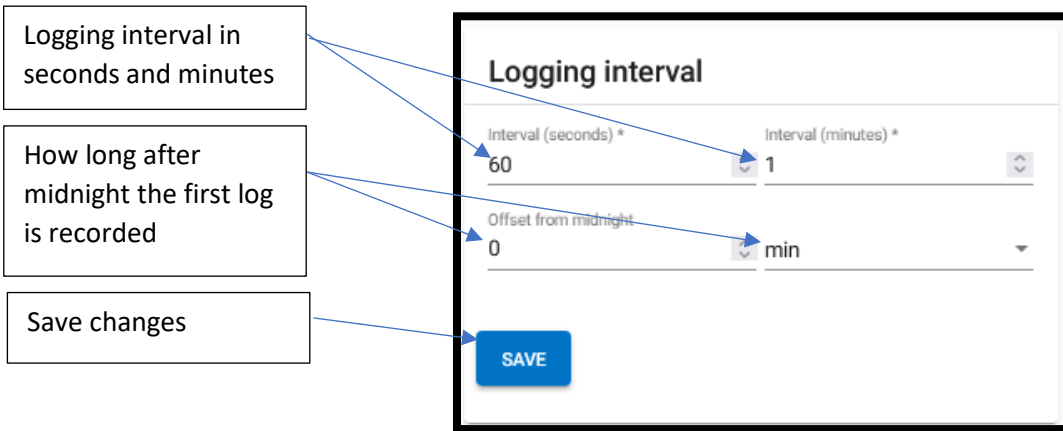 Logging interval in
seconds and minutes
How long after
midnight the first log
is recorded
Save changes
Logging interval
Interval (seconds) *
Interval (minutes) *
60
1
Offset from midnight
0
min
SAVE